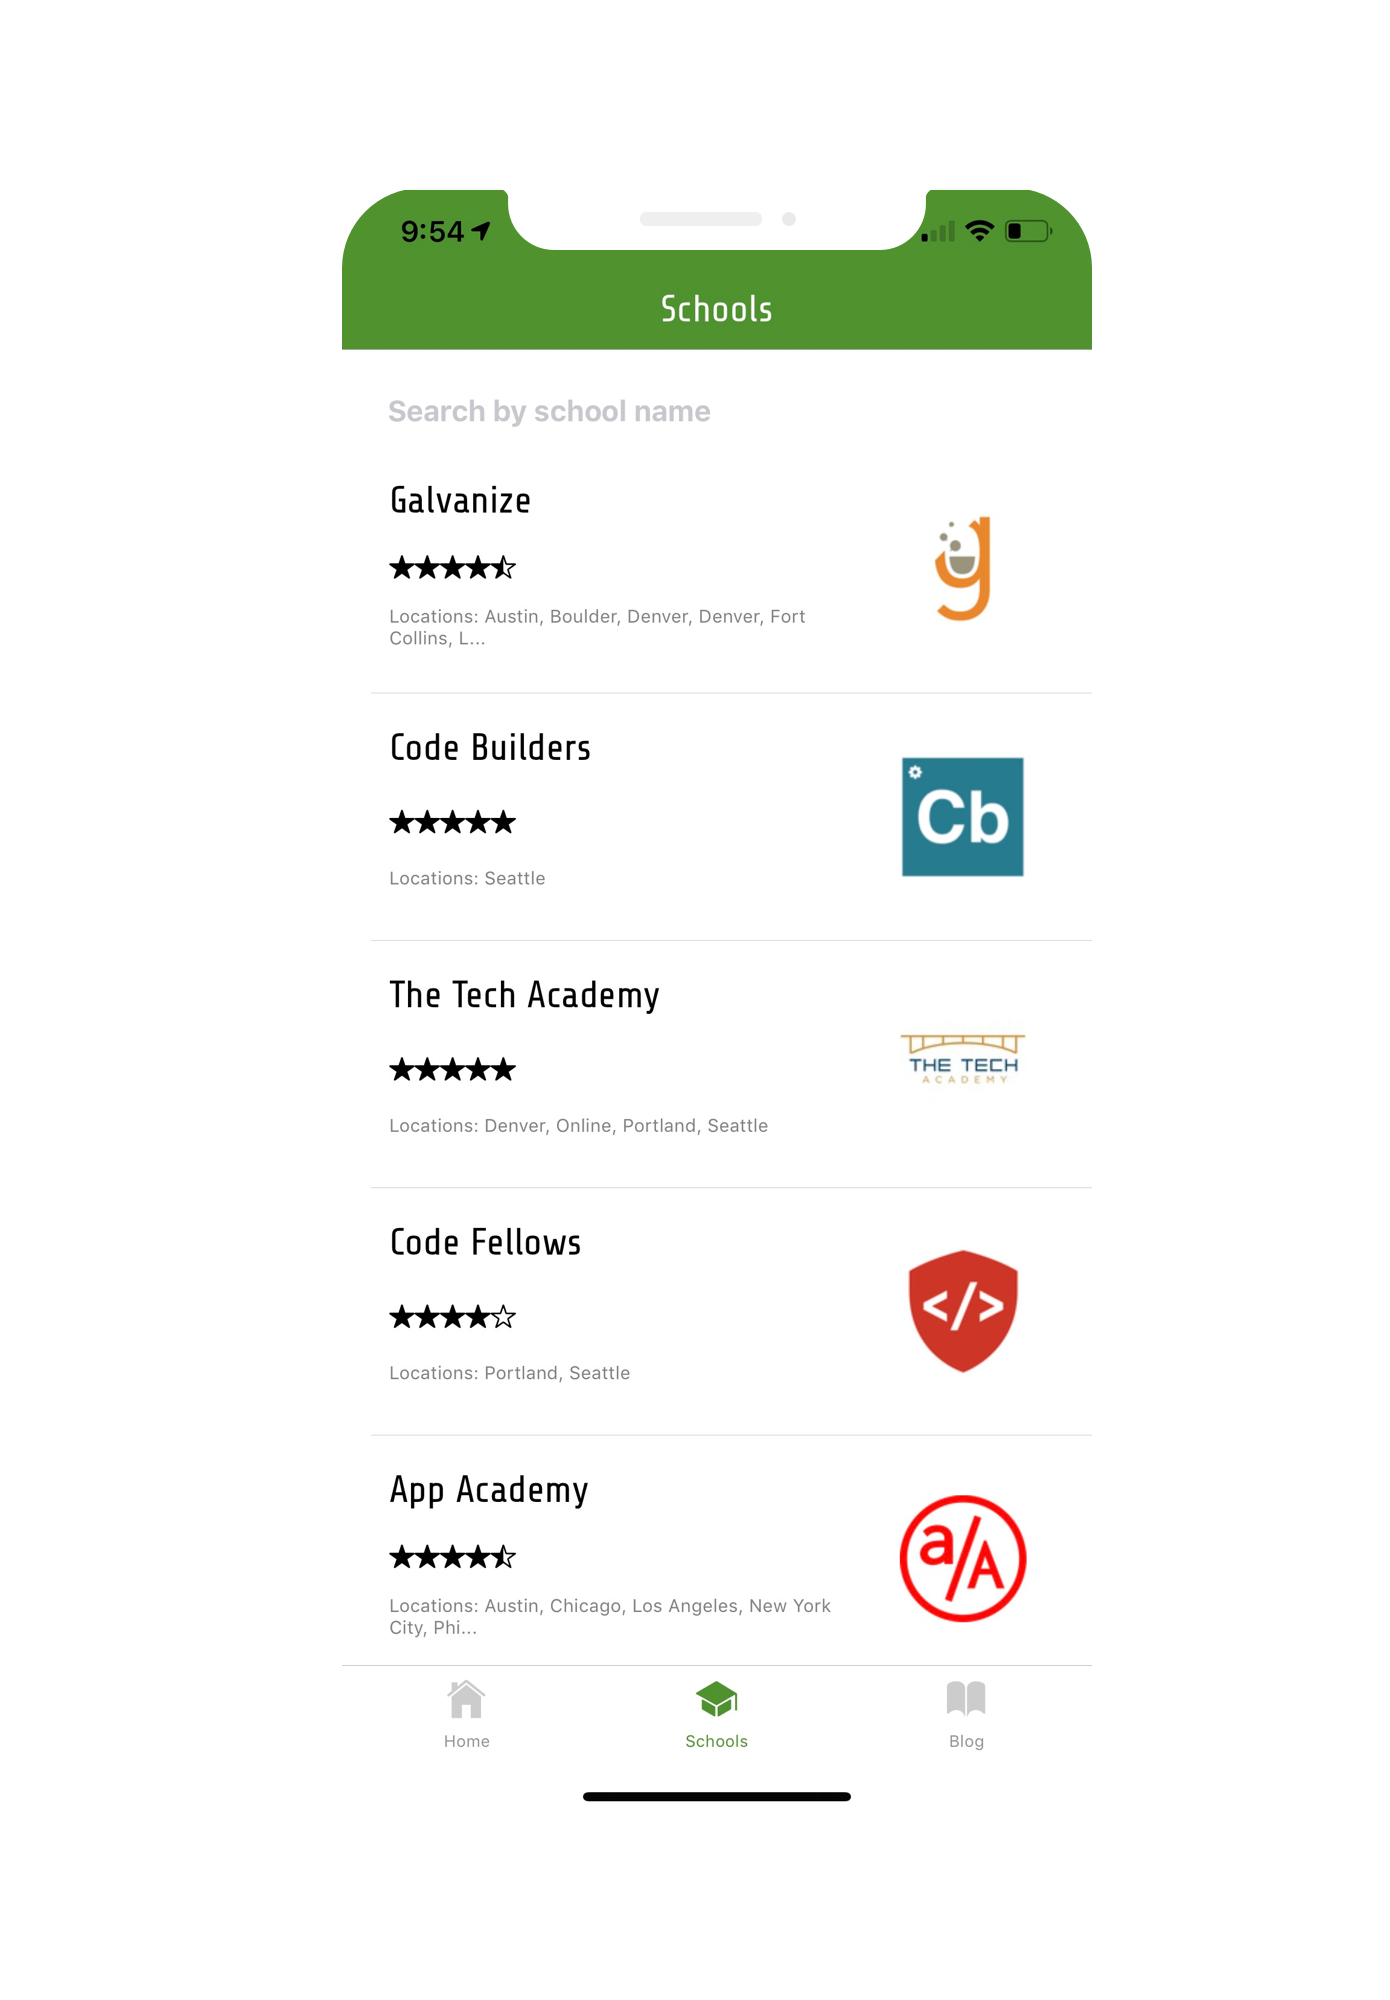 9:54
Schools
Search by school name
Galvanize
Locations: Austin, Boulder, Denver, Denver, Fort
Collins, L...
g
Code Builders
Locations: Seattle
Cb
The Tech Academy
Locations: Denver, Online, Portland, Seattle
THE TECH
ACADEMY
Code Fellows
Locations: Portland, Seattle
</>
App Academy
Locations: Austin, Chicago, Los Angeles, New York
City, Phi...
a/A
Home
Schools
Blog